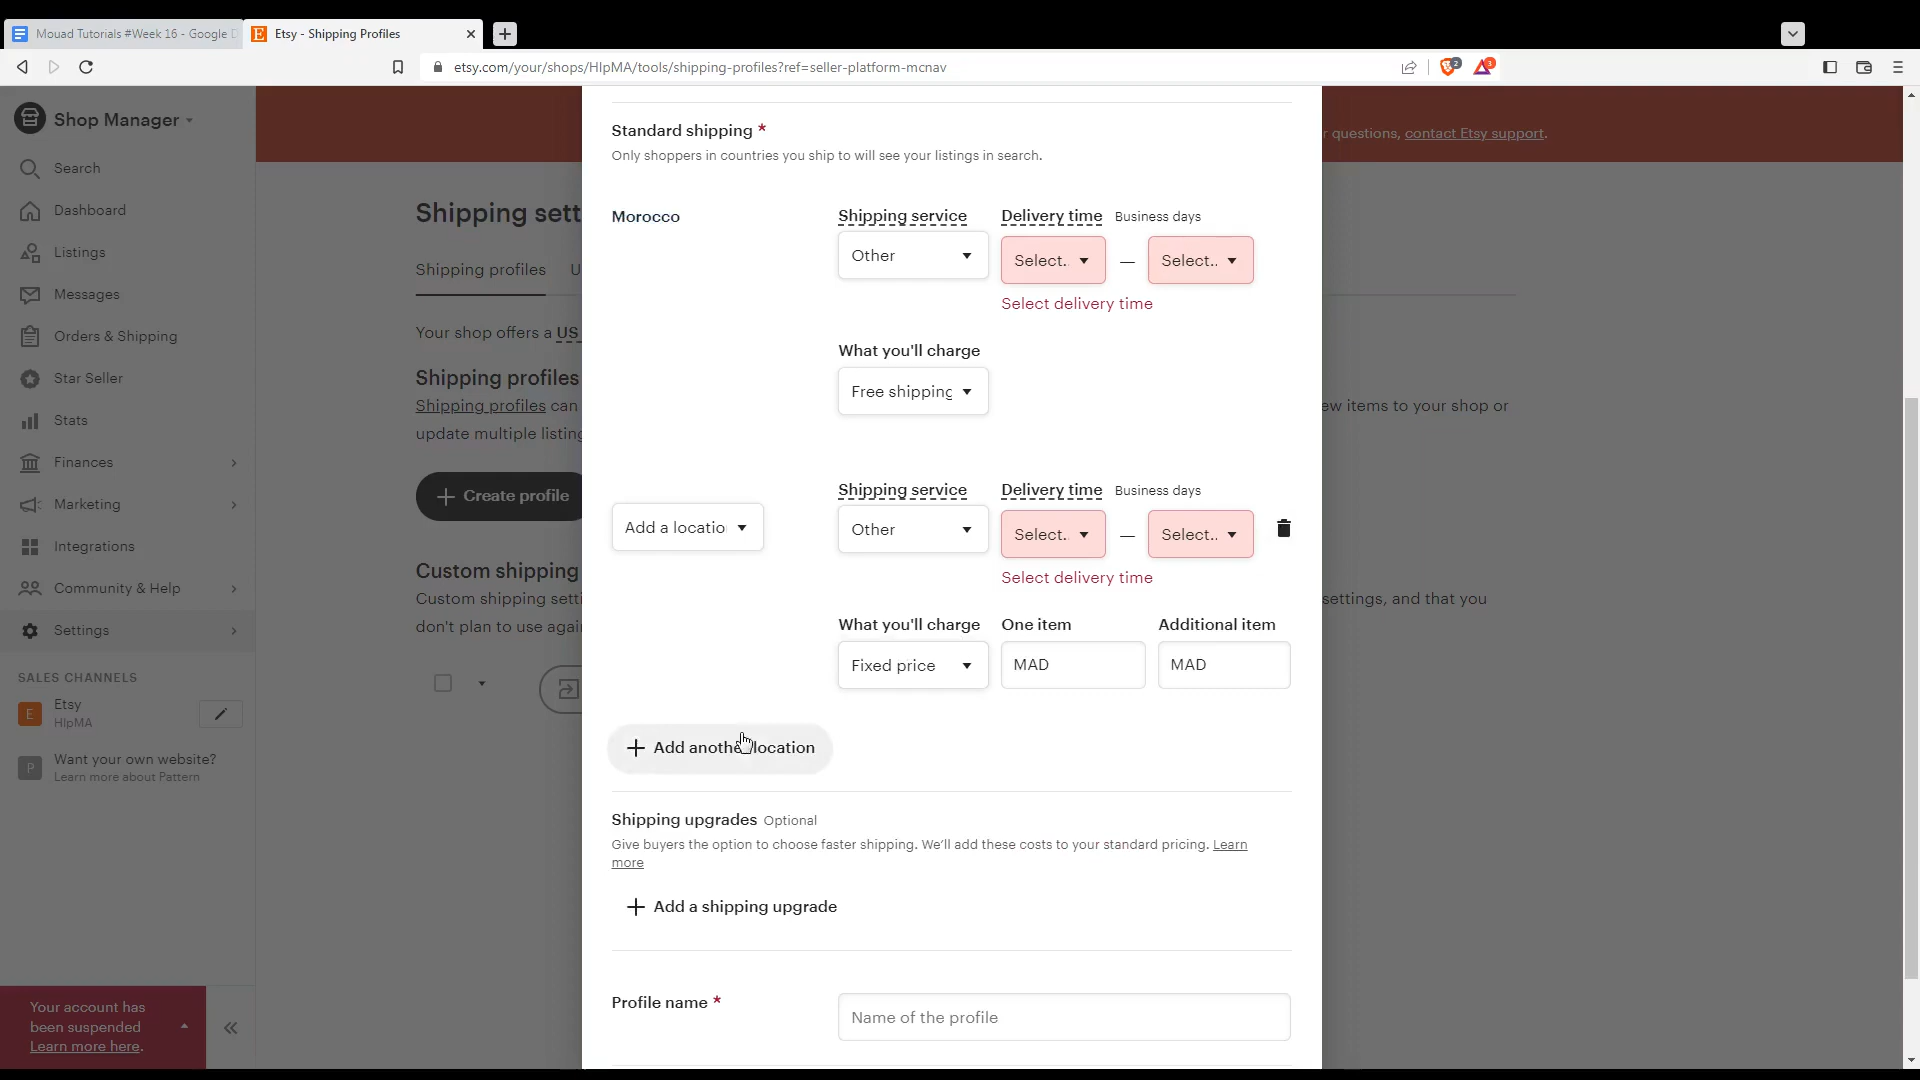 Mouad Tutorials #Week 16 - Google D
Etsy - Shipping Profiles
etsy.com/your/shops/HlpMA/tools/shipping-profiles?ref=seller-platform-mcnav
2
3
Shop Manager
Search
Dashboard
Listings
Messages
Orders & Shipping
Star Seller
Stats
Finances
Marketing
Integrations
Community & Help
Settings
SALES CHANNELS
E
Etsy
HlpMA
P
Want your own website?
Learn more about Pattern
Your account has
been suspended
Learn more here.
r questions, contact Etsy support.
Shipping sett
Shipping profiles U
Your shop offers a US
Shipping profiles
Shipping profiles can
ew items to your shop or
update multiple listing
Create profile
Custom shipping
Custom shipping setti
settings, and that you
don't plan to use agai
Standard shipping *
Only shoppers in countries you ship to will see your listings in search.
Morocco
Shipping service
Delivery time Business days
Other
Select.. — Select..
Select delivery time
What you'll charge
Free shipping
Shipping service
Delivery time Business days
Add a locatio
Other
Select.. — Select..
Select delivery time
What you'll charge
One item
Additional item
Fixed price
MAD
MAD
Add another location
Shipping upgrades Optional
Give buyers the option to choose faster shipping. We'll add these costs to your standard pricing. Learn
more
Add a shipping upgrade
Profile name *
Name of the profile